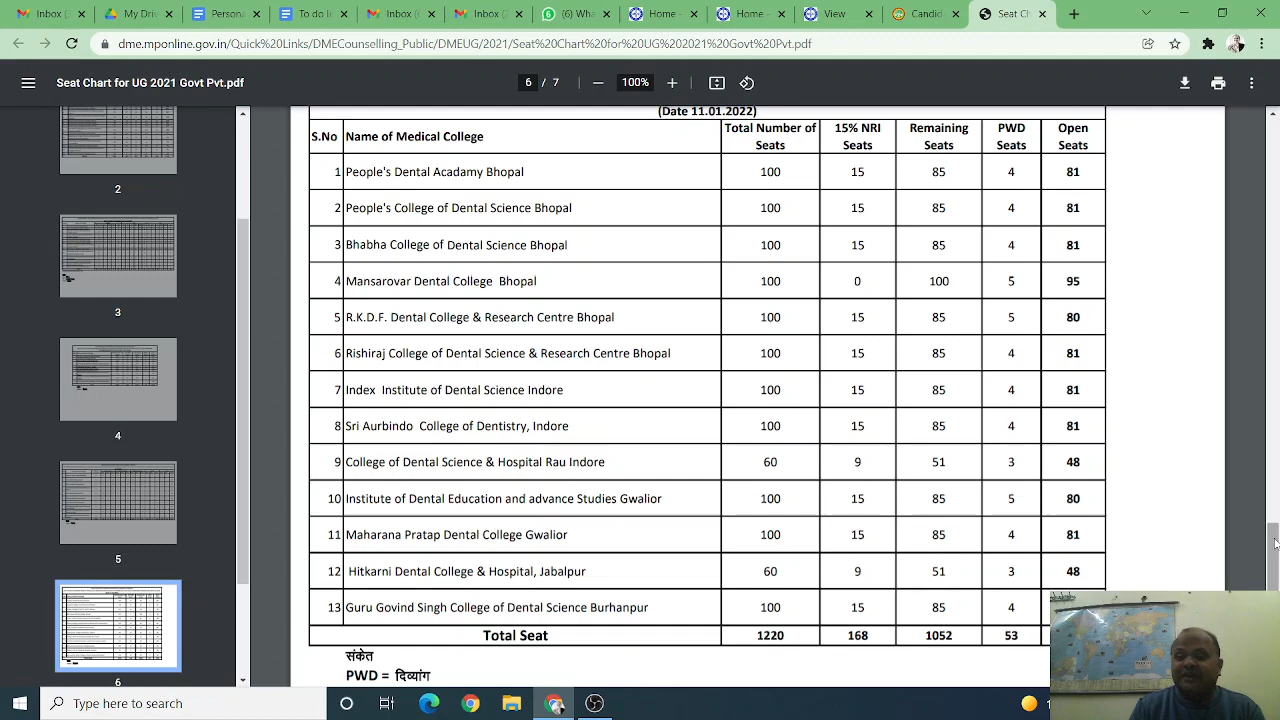 Inbox (
My Driv
Persona
To do li
Inbox (
Inbox (2
(6) Wha
Home -
Home -
View
Candid
Seat Ch
dme.mponline.gov.in/Quick%20Links/DMECounselling_Public/DMEUG/2021/Seat%20Chart%20for%20UG%202021%20Govt%20Pvt.pdf
Seat Chart for UG 2021 Govt Pvt.pdf
6 / 7
100%
2
3
4
5
6
(Date 11.01.2022)
S.No Name of Medical College Total Number of Seats 15% NRI Seats Remaining Seats PWD Seats Open Seats
1 People's Dental Acadamy Bhopal 100 15 85 4 81
2 People's College of Dental Science Bhopal 100 15 85 4 81
3 Bhabha College of Dental Science Bhopal 100 15 85 4 81
4 Mansarovar Dental College Bhopal 100 0 100 5 95
5 R.K.D.F. Dental College & Research Centre Bhopal 100 15 85 5 80
6 Rishiraj College of Dental Science & Research Centre Bhopal 100 15 85 4 81
7 Index Institute of Dental Science Indore 100 15 85 4 81
8 Sri Aurbindo College of Dentistry, Indore 100 15 85 4 81
9 College of Dental Science & Hospital Rau Indore 60 9 51 3 48
10 Institute of Dental Education and advance Studies Gwalior 100 15 85 5 80
11 Maharana Pratap Dental College Gwalior 100 15 85 4 81
12 Hitkarni Dental College & Hospital, Jabalpur 60 9 51 3 48
13 Guru Govind Singh College of Dental Science Burhanpur 100 15 85 4
Total Seat 1220 168 1052 53
संकेत
PWD = दिव्यांग
Type here to search